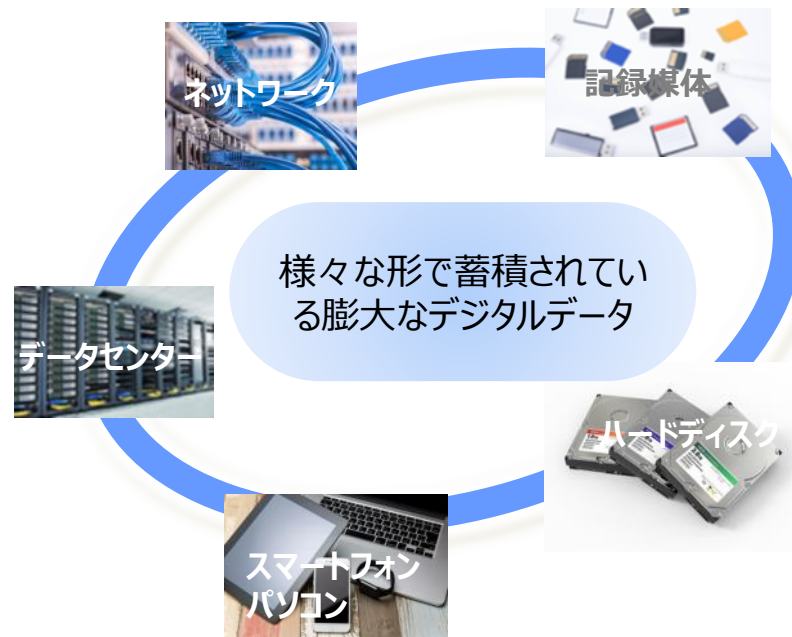 ネットワーク
記録媒体
様々な形で蓄積されてい
る膨大なデジタルデータ
データセンター
ハードディスク
スマートフォン
パソコン